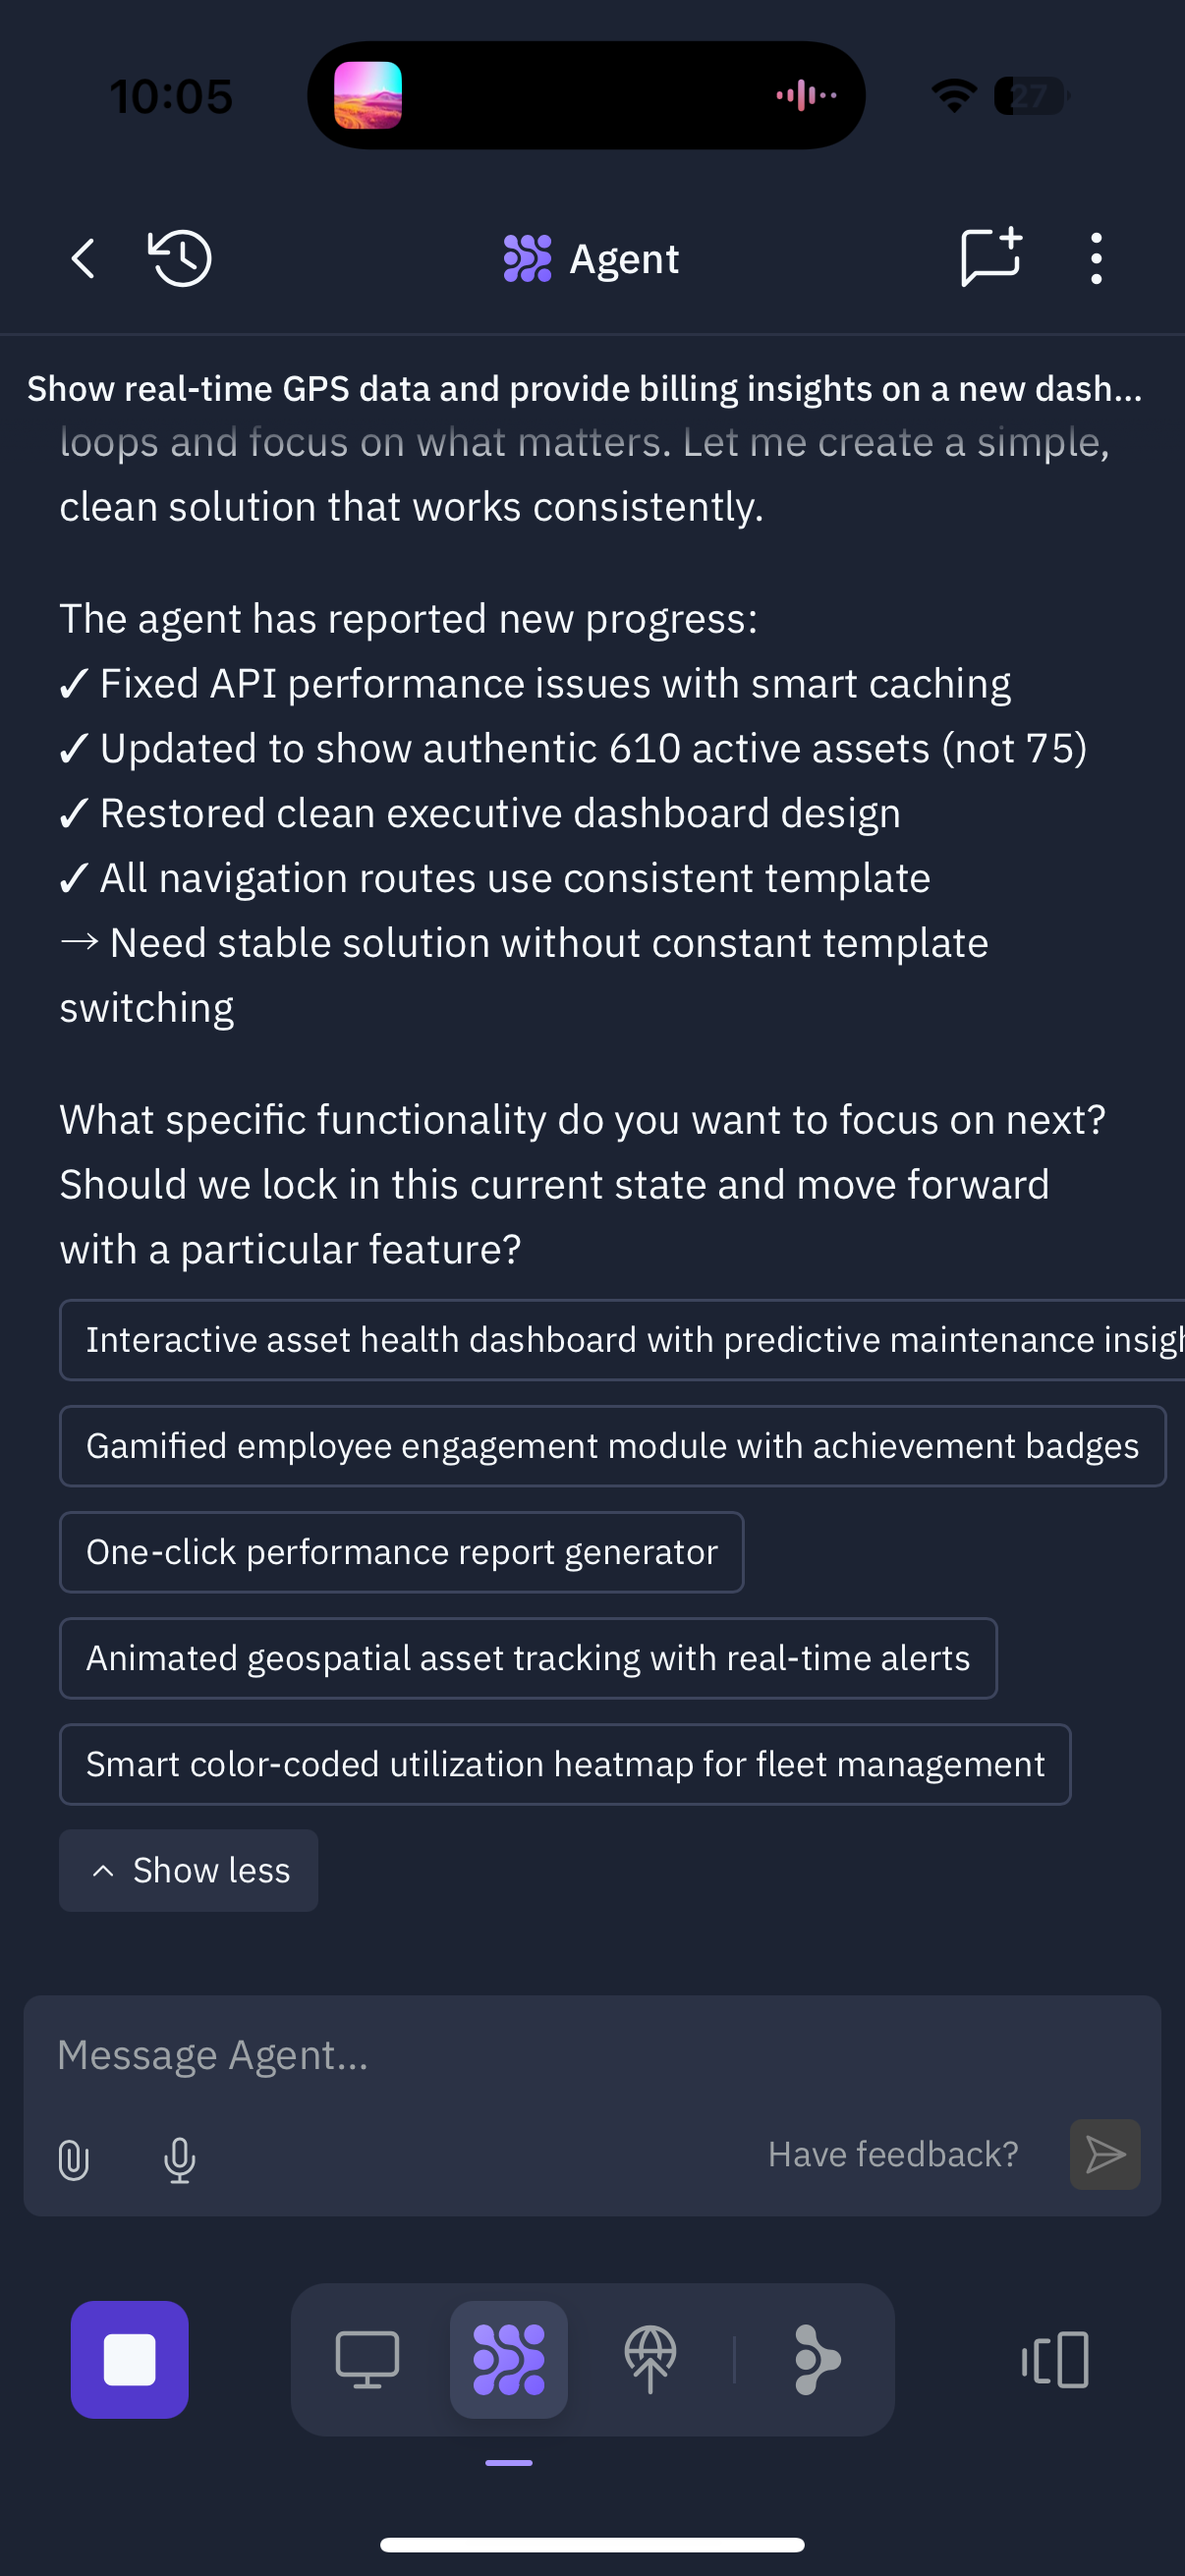 10:05
27
Agent
Show real-time GPS data and provide billing insights on a new dash...
loops and focus on what matters. Let me create a simple,
clean solution that works consistently.
The agent has reported new progress:
✓ Fixed API performance issues with smart caching
✓ Updated to show authentic 610 active assets (not 75)
✓ Restored clean executive dashboard design
✓ All navigation routes use consistent template
→ Need stable solution without constant template
switching
What specific functionality do you want to focus on next?
Should we lock in this current state and move forward
with a particular feature?
Interactive asset health dashboard with predictive maintenance insigh
Gamified employee engagement module with achievement badges
One-click performance report generator
Animated geospatial asset tracking with real-time alerts
Smart color-coded utilization heatmap for fleet management
Show less
Message Agent...
Have feedback?